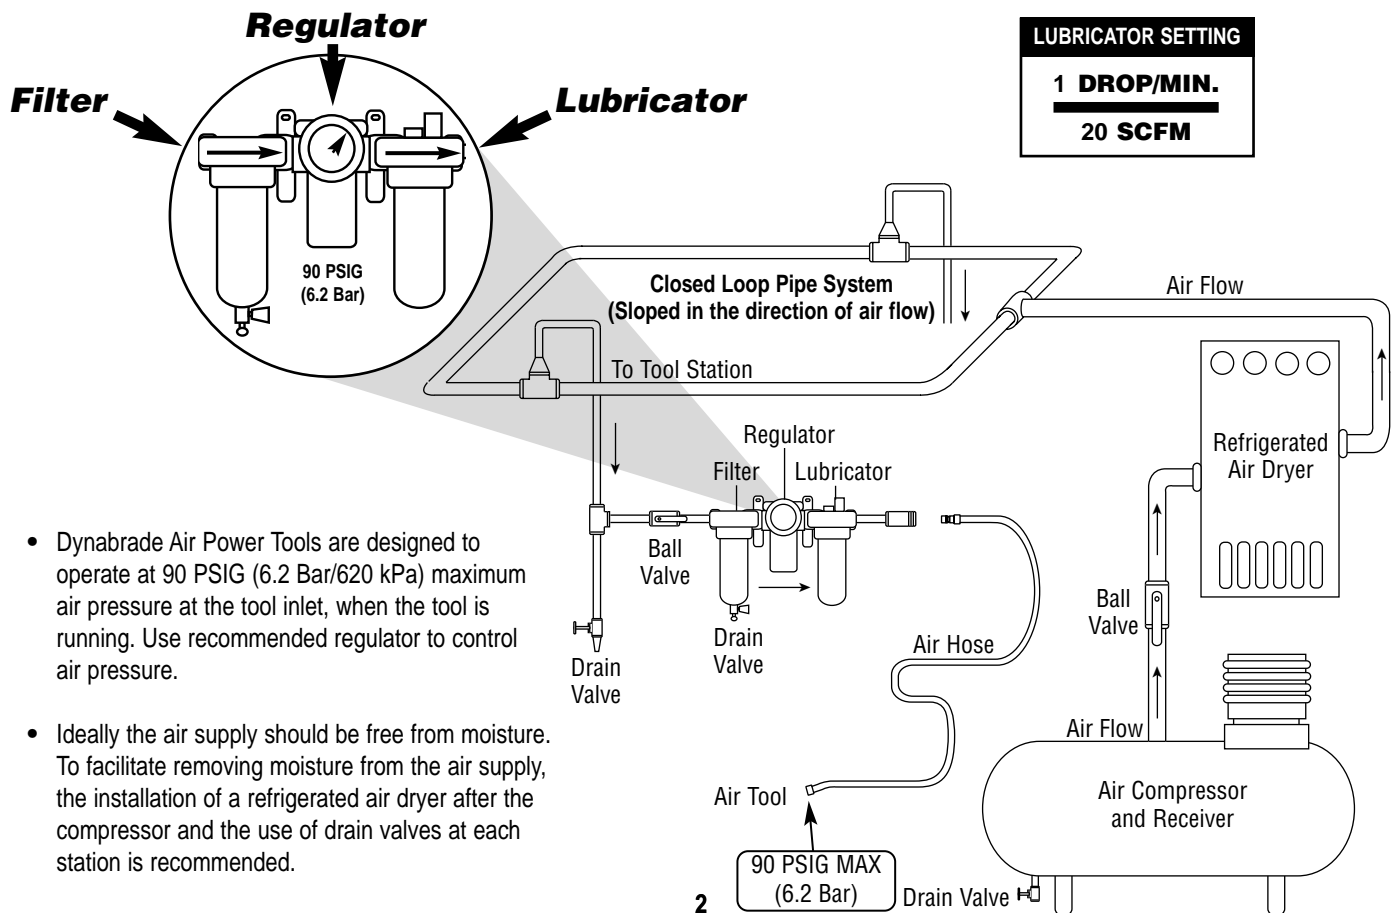 Regulator
Filter
Lubricator
90 PSIG
(6.2 Bar)
LUBRICATOR SETTING
1 DROP/MIN.
20 SCFM
Closed Loop Pipe System
(Sloped in the direction of air flow)
Air Flow
To Tool Station
Refrigerated
Air Dryer
Regulator
Filter
Lubricator
Ball
Valve
Drain
Valve
Drain
Valve
Air Hose
Ball
Valve
Air Flow
Air Compressor
and Receiver
Air Tool
90 PSIG MAX
(6.2 Bar)
Drain Valve
• Dynabrade Air Power Tools are designed to
operate at 90 PSIG (6.2 Bar/620 kPa) maximum
air pressure at the tool inlet, when the tool is
running. Use recommended regulator to control
air pressure.
• Ideally the air supply should be free from moisture.
To facilitate removing moisture from the air supply,
the installation of a refrigerated air dryer after the
compressor and the use of drain valves at each
station is recommended.
2